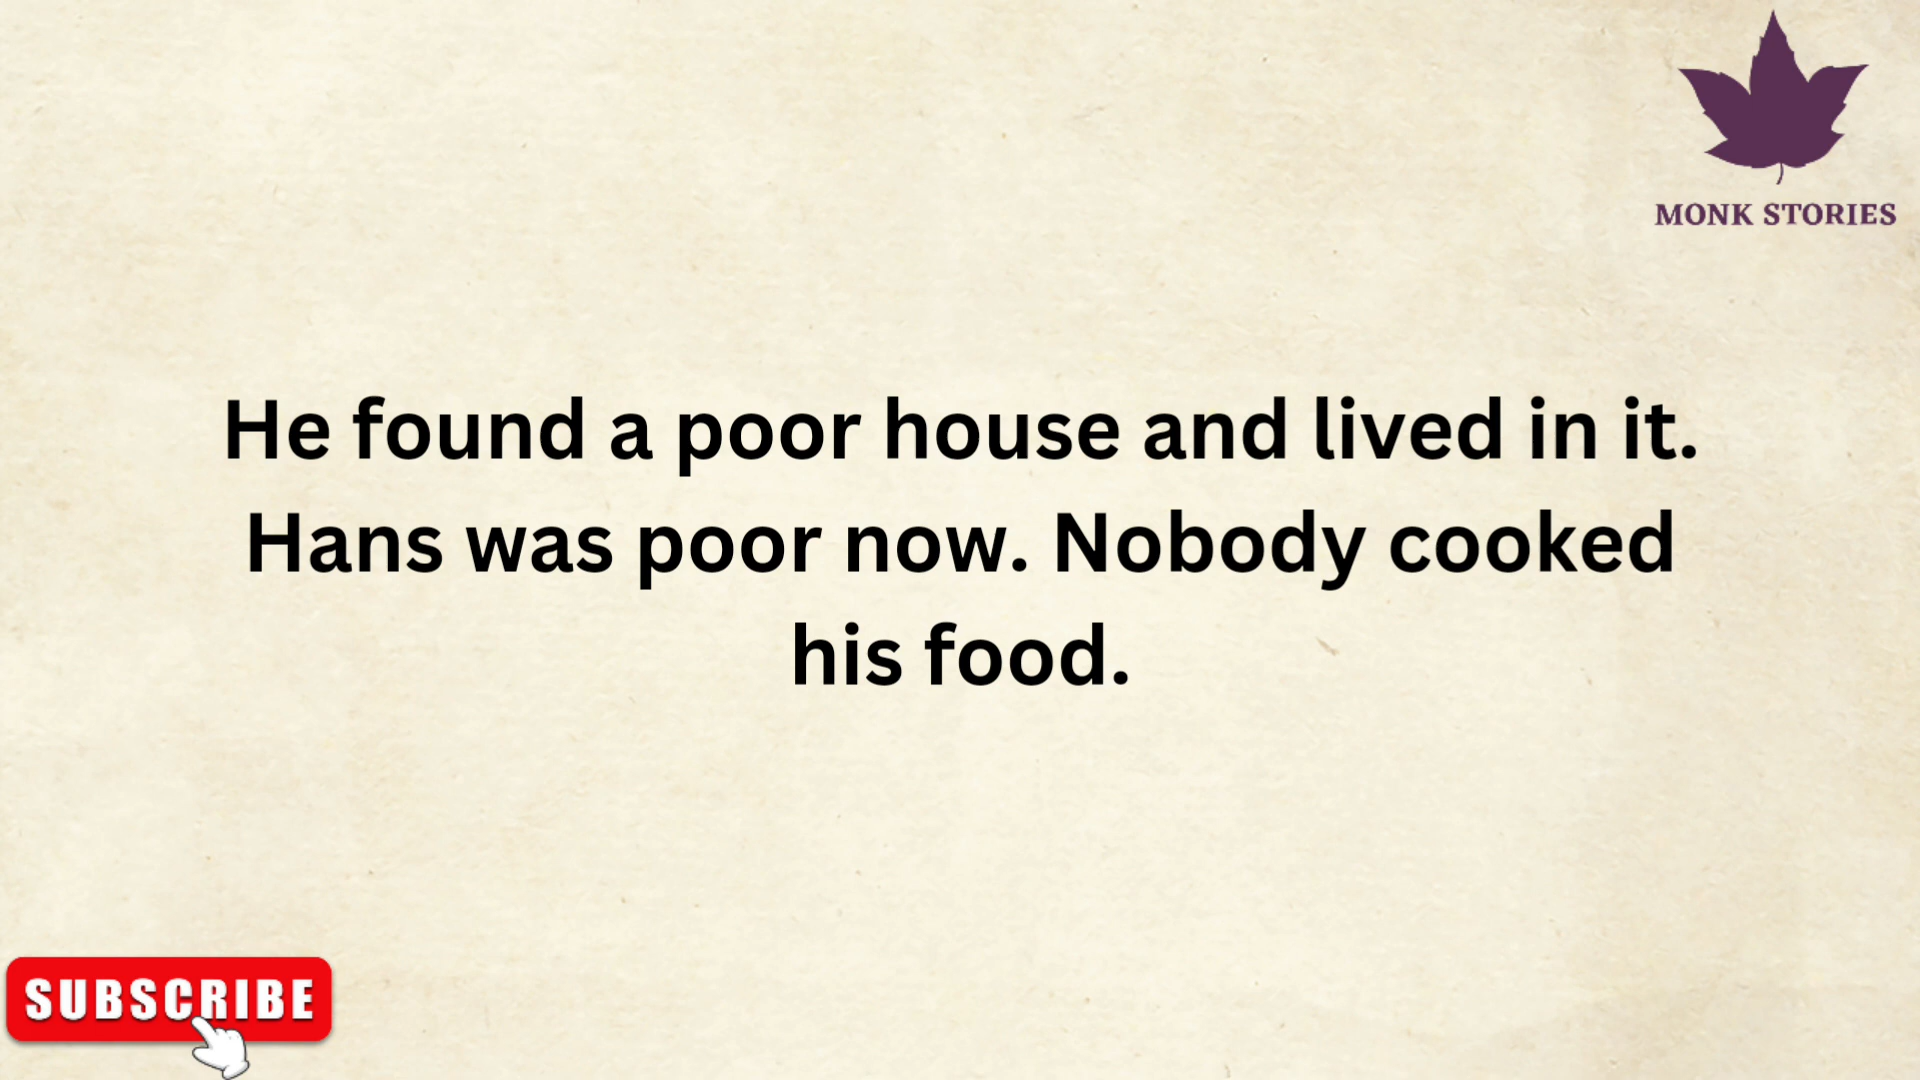 MONK STORIES
He found a poor house and lived in it.
Hans was poor now. Nobody cooked
his food.
SUBSCRIBE